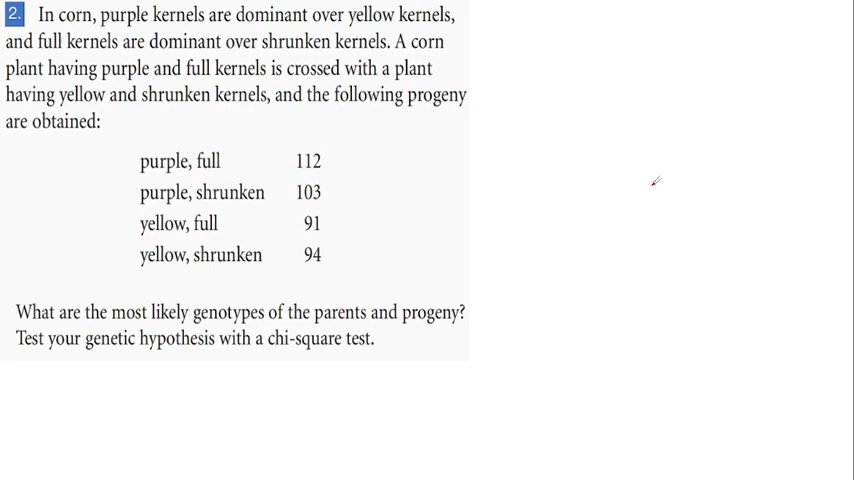 2. In corn, purple kernels are dominant over yellow kernels,
and full kernels are dominant over shrunken kernels. A corn
plant having purple and full kernels is crossed with a plant
having yellow and shrunken kernels, and the following progeny
are obtained:
purple, full 112
purple, shrunken 103
yellow, full 91
yellow, shrunken 94
What are the most likely genotypes of the parents and progeny?
Test your genetic hypothesis with a chi-square test.